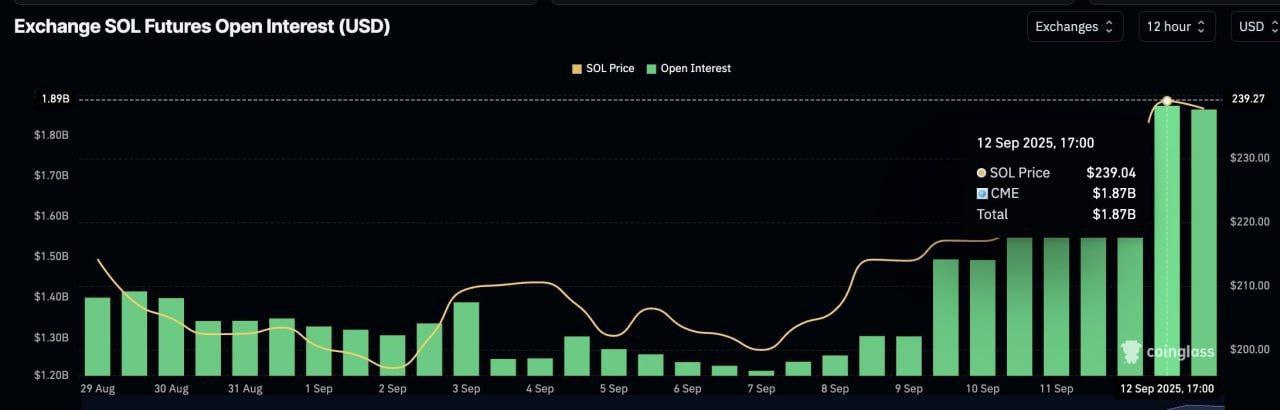 Exchange SOL Futures Open Interest (USD)
Exchanges
12 hour
USD
SOL Price
Open Interest
1.89B
$1.80B
$1.70B
$1.60B
$1.50B
$1.40B
$1.30B
$1.20B
239.27
$230.00
$220.00
$210.00
$200.00
12 Sep 2025, 17:00
SOL Price $239.04
CME $1.87B
Total $1.87B
coinglass
29 Aug 30 Aug 31 Aug 1 Sep 2 Sep 3 Sep 4 Sep 5 Sep 6 Sep 7 Sep 8 Sep 9 Sep 10 Sep 11 Sep 12 Sep 2025, 17:00